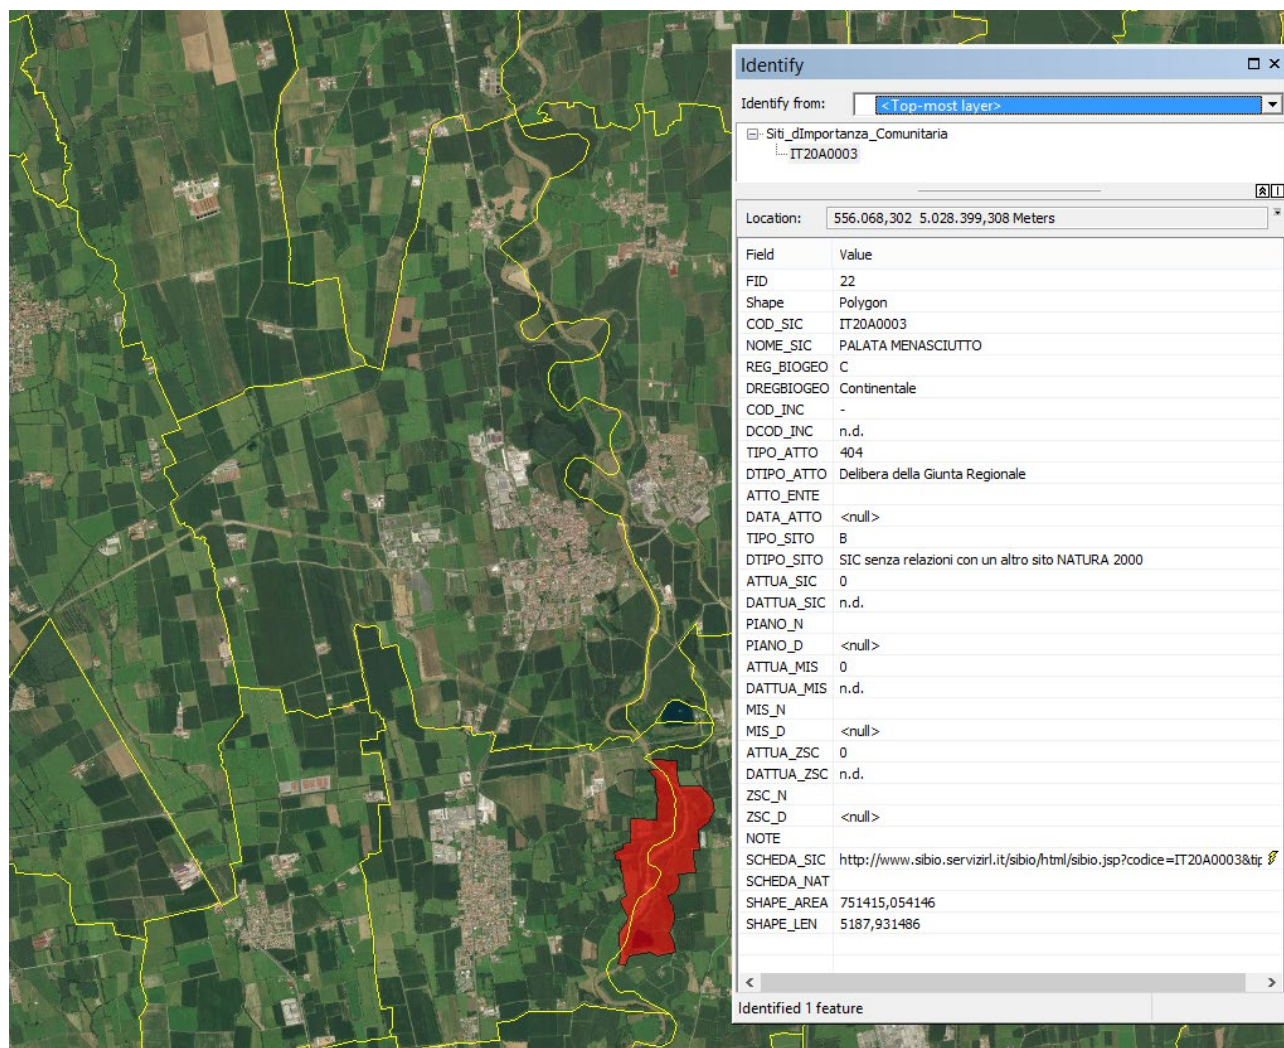 Identify
Identify from: <Top-most layer>
Siti_dImportanza_Comunitaria
IT20A0003
Location: 556.068,302 5.028.399,308 Meters
Field Value
FID 22
Shape Polygon
COD_SIC IT20A0003
NOME_SIC PALATA MENASCIUTTO
REG_BIOGEO C
DREGBIOGEO Continentale
COD_INC -
DCOD_INC n.d.
TIPO_ATTO 404
DTIPO_ATTO Delibera della Giunta Regionale
ATTO_ENTE
DATA_ATTO <null>
TIPO_SITO B
DTIPO_SITO SIC senza relazioni con un altro sito NATURA 2000
ATTUA_SIC 0
DATTUA_SIC n.d.
PIANO_N
PIANO_D <null>
ATTUA_MIS 0
DATTUA_MIS n.d.
MIS_N
MIS_D <null>
ATTUA_ZSC 0
DATTUA_ZSC n.d.
ZSC_N
ZSC_D <null>
NOTE
SCHEDA_SIC http://www.sibio.servizirl.it/sibio/html/sibio.jsp?codice=IT20A0003&tip
SCHEDA_NAT
SHAPE_AREA 751415,054146
SHAPE_LEN 5187,931486
Identified 1 feature